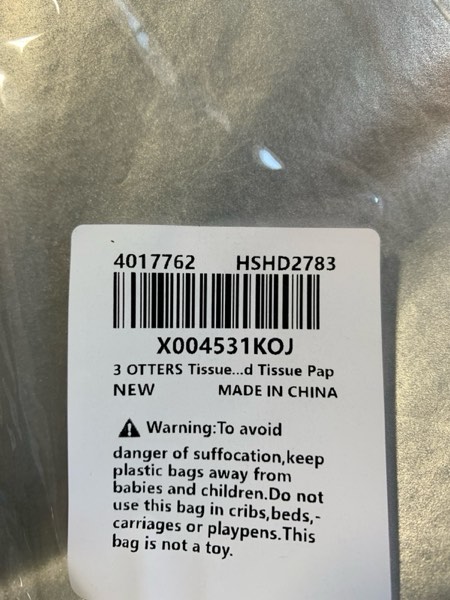 4017762 HSHD2783
X004531KOJ
3 OTTERS Tissue...d Tissue Pap
NEW MADE IN CHINA
Warning:To avoid
danger of suffocation,keep
plastic bags away from
babies and children.Do not
use this bag in cribs,beds,-
carriages or playpens.This
bag is not a toy.